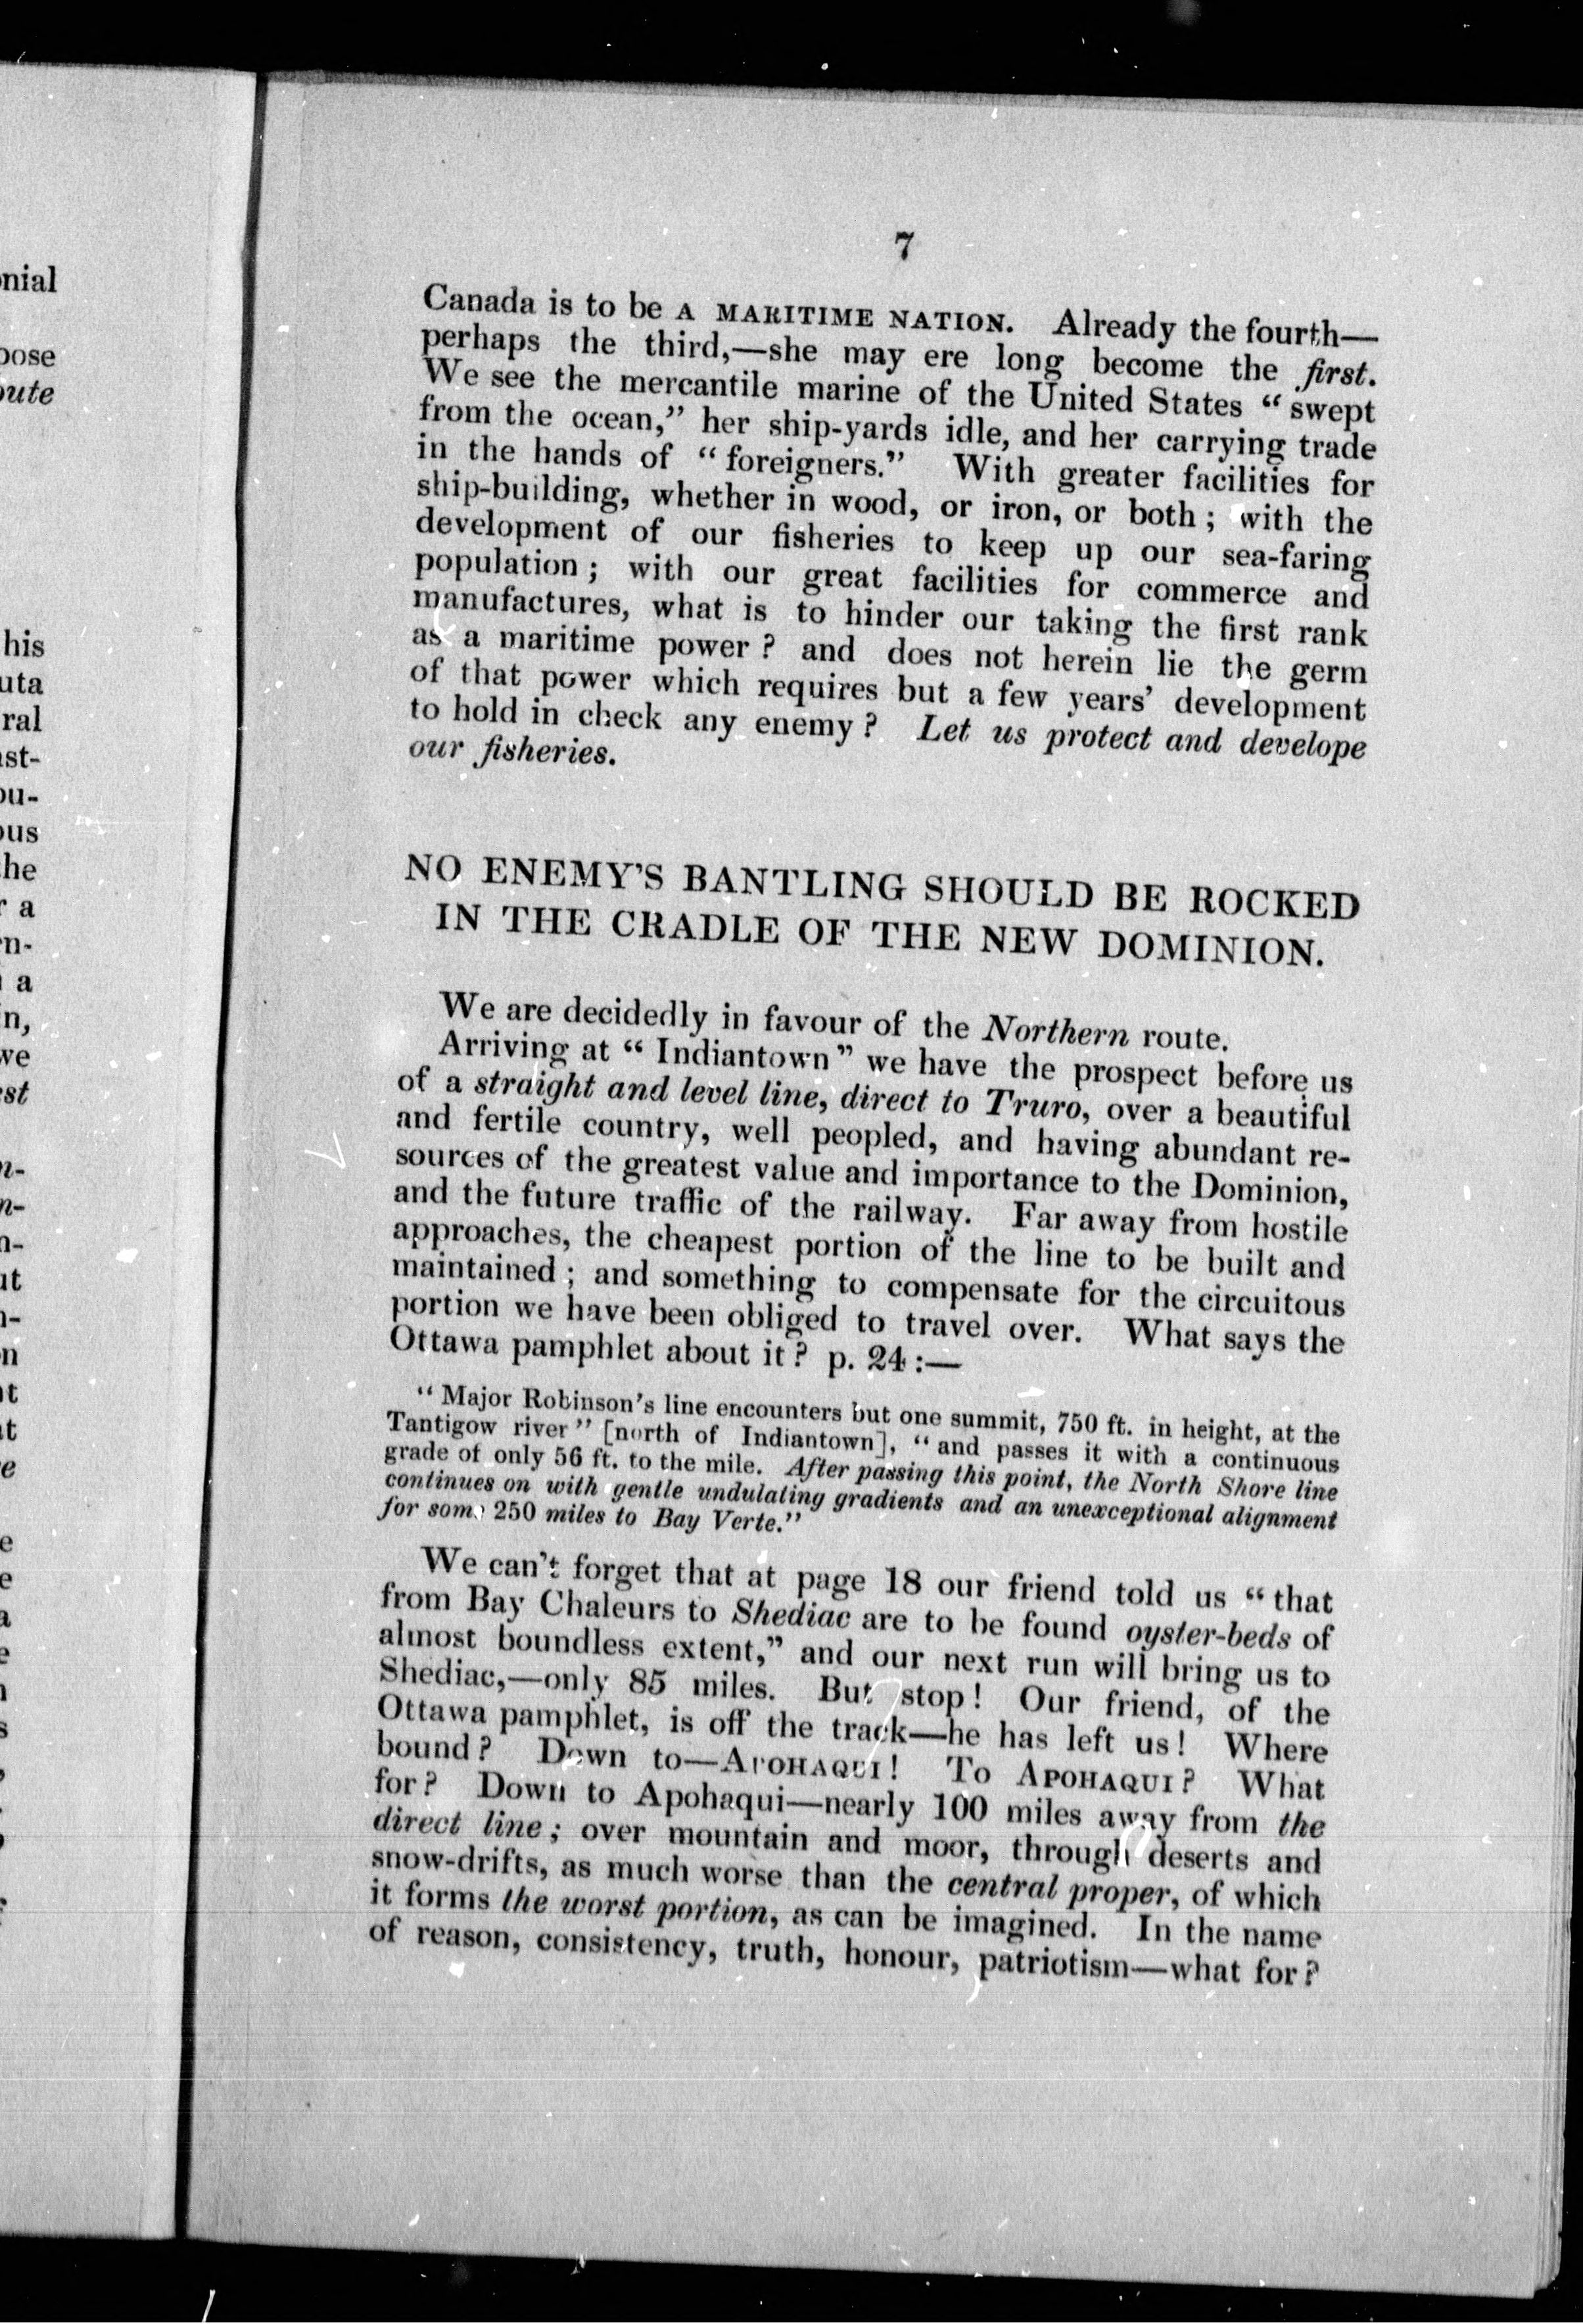 7
Canada is to be A MARITIME NATION. Already the fourth—
perhaps the third,—she may ere long become the first.
We see the mercantile marine of the United States "swept
from the ocean," her ship-yards idle, and her carrying trade
in the hands of "foreigners." With greater facilities for
ship-building, whether in wood, or iron, or both; with the
development of our fisheries to keep up our sea-faring
population; with our great facilities for commerce and
manufactures, what is to hinder our taking the first rank
as a maritime power? and does not herein lie the germ
of that power which requires but a few years' development
to hold in check any enemy? Let us protect and develope
our fisheries.
NO ENEMY'S BANTLING SHOULD BE ROCKED
IN THE CRADLE OF THE NEW DOMINION.
We are decidedly in favour of the Northern route.
Arriving at "Indiantown" we have the prospect before us
of a straight and level line, direct to Truro, over a beautiful
and fertile country, well peopled, and having abundant re-
sources of the greatest value and importance to the Dominion,
and the future traffic of the railway. Far away from hostile
approaches, the cheapest portion of the line to be built and
maintained; and something to compensate for the circuitous
portion we have been obliged to travel over. What says the
Ottawa pamphlet about it? p. 24:—
"Major Robinson's line encounters but one summit, 750 ft. in height, at the
Tantigow river" [north of Indiantown], "and passes it with a continuous
grade of only 56 ft. to the mile. After passing this point, the North Shore line
continues on with gentle undulating gradients and an unexceptional alignment
for some 250 miles to Bay Verte."
We can't forget that at page 18 our friend told us "that
from Bay Chaleurs to Shediac are to be found oyster-beds of
almost boundless extent," and our next run will bring us to
Shediac,—only 85 miles. But stop! Our friend, of the
Ottawa pamphlet, is off the track—he has left us! Where
bound? Down to—APOHAQUI! To APOHAQUI? What
for? Down to Apohaqui—nearly 100 miles away from the
direct line; over mountain and moor, through deserts and
snow-drifts, as much worse than the central proper, of which
it forms the worst portion, as can be imagined. In the name
of reason, consistency, truth, honour, patriotism—what for?